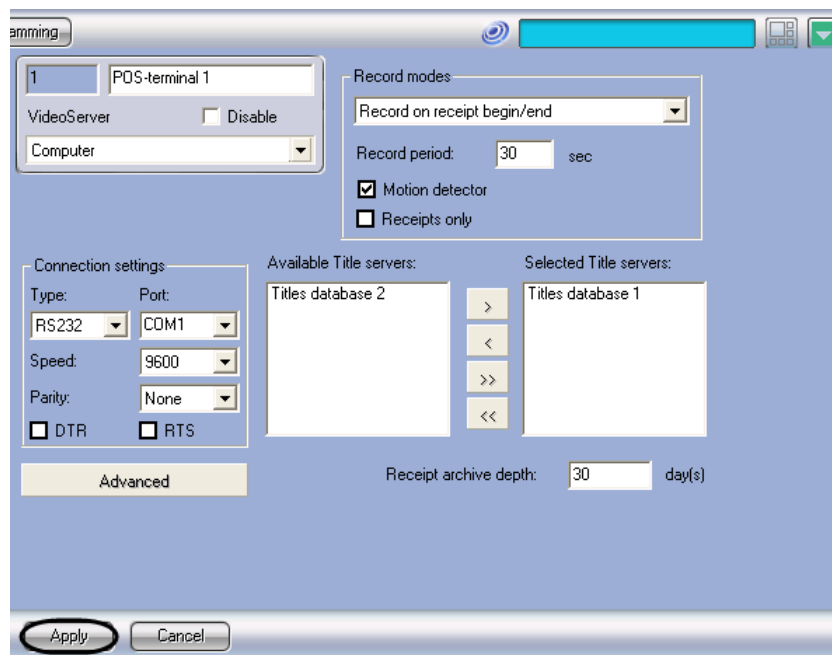 amming
1 POS-terminal 1
VideoServer Disable
Computer
Record modes
Record on receipt begin/end
Record period: 30 sec
Motion detector
Receipts only
Connection settings
Type: Port:
RS232 COM1
Speed: 9600
Parity: None
DTR RTS
Advanced
Available Title servers: Selected Title servers:
Titles database 2 Titles database 1
>
<
>>
<<
Receipt archive depth: 30 day(s)
Apply Cancel